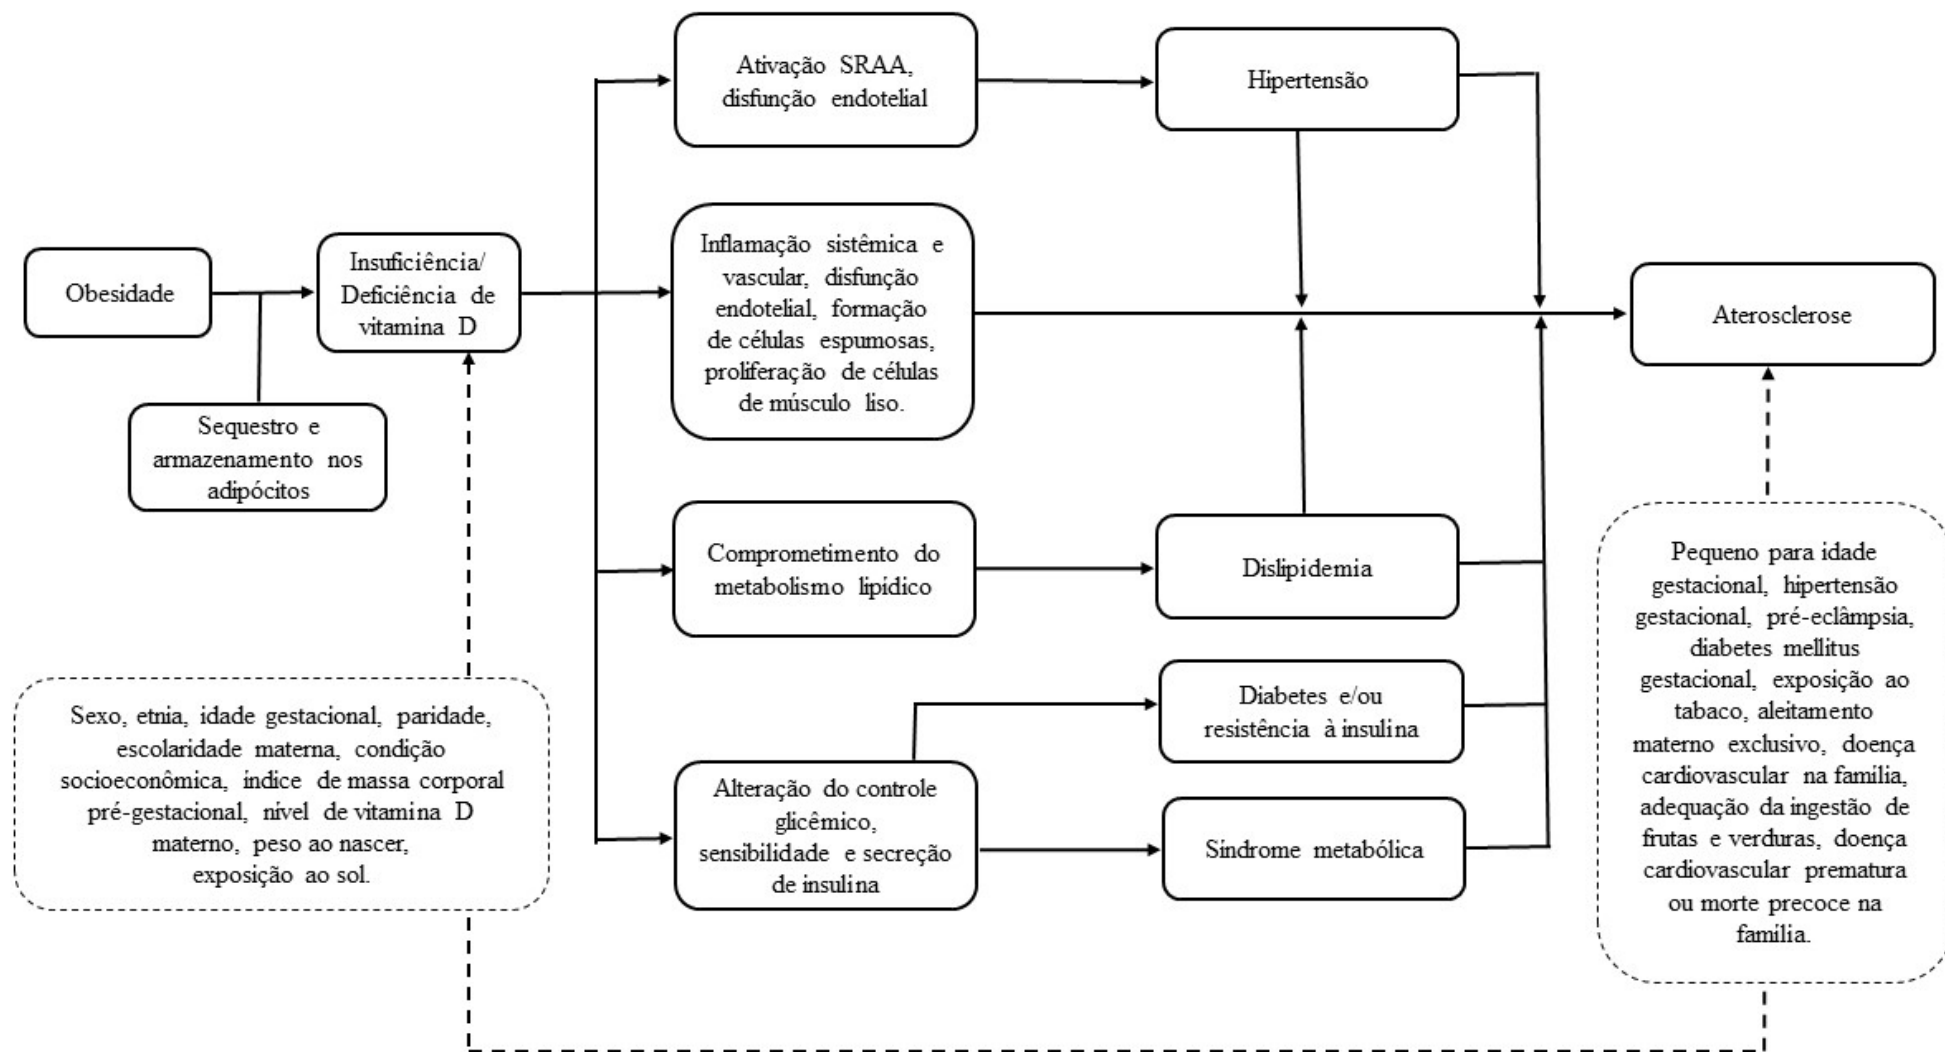 Obesidade
Sequestro e
armazenamento nos
adipócitos
Insuficiência/
Deficiência de
vitamina D
Sexo, etnia, idade gestacional, paridade,
escolaridade materna, condição
socioeconômica, índice de massa corporal
pré-gestacional, nível de vitamina D
materno, peso ao nascer,
exposição ao sol.
Ativação SRAA,
disfunção endotelial
Inflamação sistêmica e
vascular, disfunção
endotelial, formação
de células espumosas,
proliferação de células
de músculo liso.
Comprometimento do
metabolismo lipídico
Alteração do controle
glicêmico,
sensibilidade e secreção
de insulina
Hipertensão
Dislipidemia
Diabetes e/ou
resistência à insulina
Síndrome metabólica
Aterosclerose
Pequeno para idade
gestacional, hipertensão
gestacional, pré-eclâmpsia,
diabetes mellitus
gestacional, exposição ao
tabaco, aleitamento
materno exclusivo, doença
cardiovascular na família,
adequação da ingestão de
frutas e verduras, doença
cardiovascular prematura
ou morte precoce na
família.